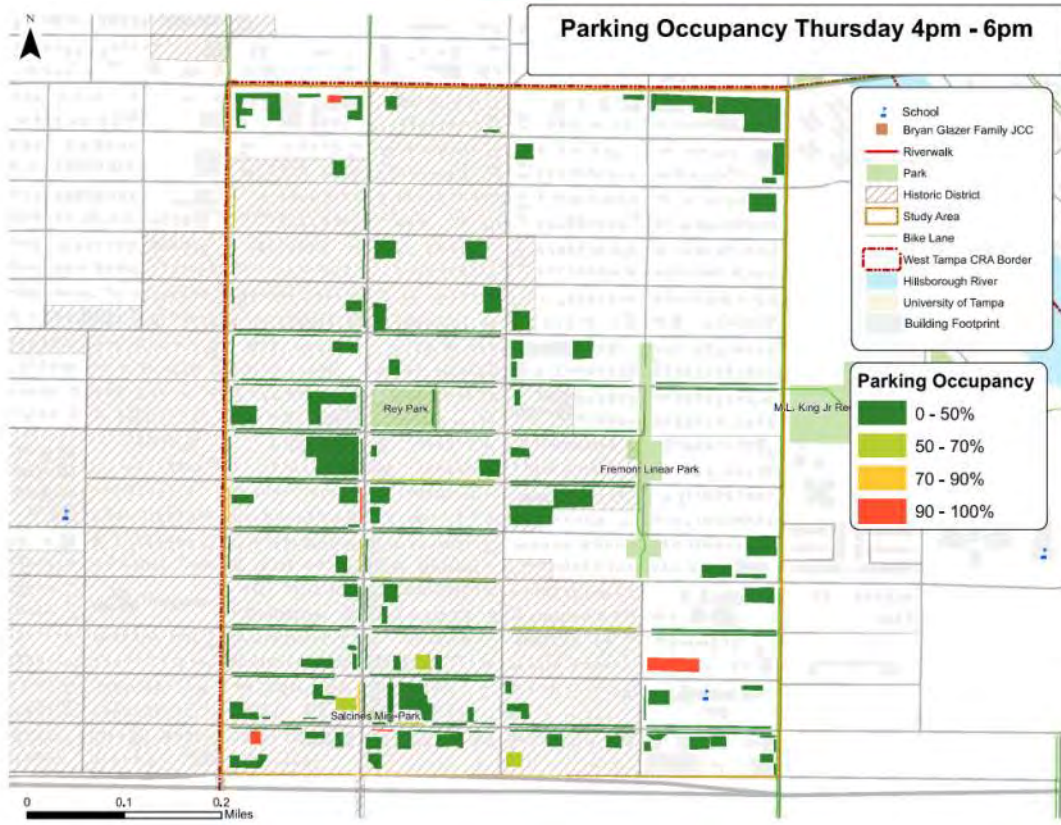 Parking Occupancy Thursday 4pm - 6pm
N
School
Bryan Glazer Family JCC
Riverwalk
Park
Historic District
Study Area
Bike Lane
West Tampa CRA Border
Hillsborough River
University of Tampa
Building Footprint
Parking Occupancy
0 - 50%
50 - 70%
70 - 90%
90 - 100%
Rey Park
M.L. King Jr Re
Fremont Linear Park
Salcines Mini-Park
0 0.1 0.2
Miles